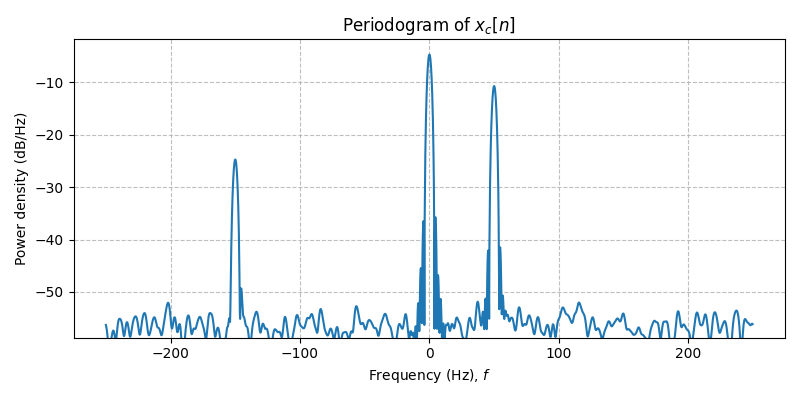 Periodogram of x_c[n]
Power density (dB/Hz)
−10
−20
−30
−40
−50
−200 −100 0 100 200
Frequency (Hz), f